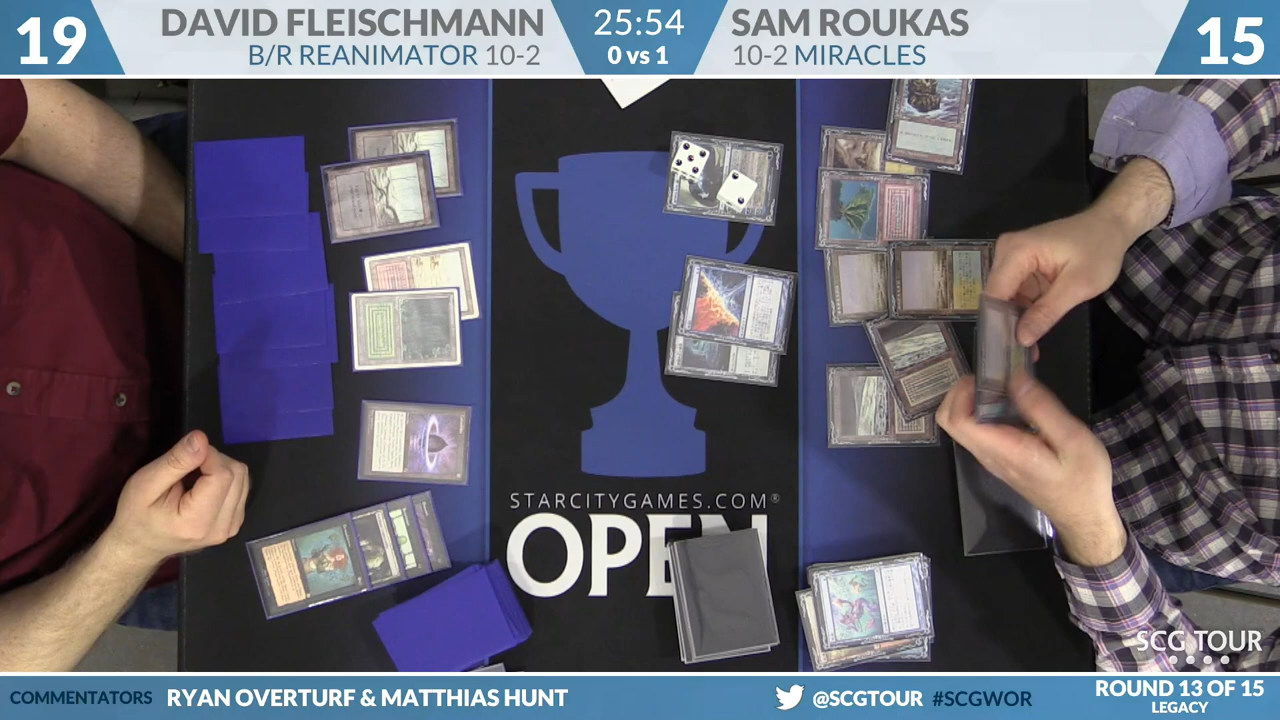 19
DAVID FLEISCHMANN
B/R REANIMATOR 10-2
25:54
0 vs 1
SAM ROUKAS
10-2 MIRACLES
15
STARCITYGAMES.COM®
OPEN
SCG TOUR
COMMENTATORS RYAN OVERTURF & MATTHIAS HUNT
@SCGTOUR #SCGWOR
ROUND 13 OF 15
LEGACY